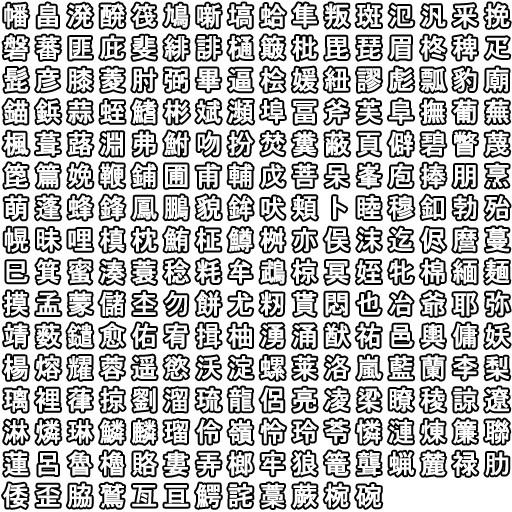 幡畠溌醗筏鳩噺塙蛤隼叛斑氾汎釆挽
磐蕃匪庇斐緋誹樋簸枇毘琵眉柊稗疋
髭彦膝菱肘弼畢逼桧媛紐謬彪瓢豹廟
錨鋲蒜蛭鰭彬斌瀕埠冨斧芙阜撫葡蕪
楓葺蕗淵弗鮒吻扮焚糞蔽頁僻碧瞥蔑
箆篇娩鞭鋪圃甫輔戊菩呆峯庖捧朋烹
萌蓬蜂鋒鳳鵬貌鉾吠頬卜睦穆釦勃殆
幌昧哩槙枕鮪柾鱒桝亦俣沫迄侭麿蔓
巳箕蜜湊蓑稔粍牟鵡椋冥姪牝棉緬麺
摸孟蒙儲杢勿餅尤籾貰悶也冶爺耶弥
靖薮鑓愈佑宥揖柚湧涌猷祐邑輿傭妖
楊熔耀蓉遥慾沃淀螺莱洛嵐藍蘭李梨
璃裡葎掠劉溜琉龍侶亮凌梁瞭稜諒遼
淋燐琳鱗麟瑠伶嶺怜玲苓憐漣煉簾聯
蓮呂魯櫓賂婁弄榔牢狼篭聾蝋麓禄肋
倭歪脇鷲亙亘鰐詫藁蕨椀碗